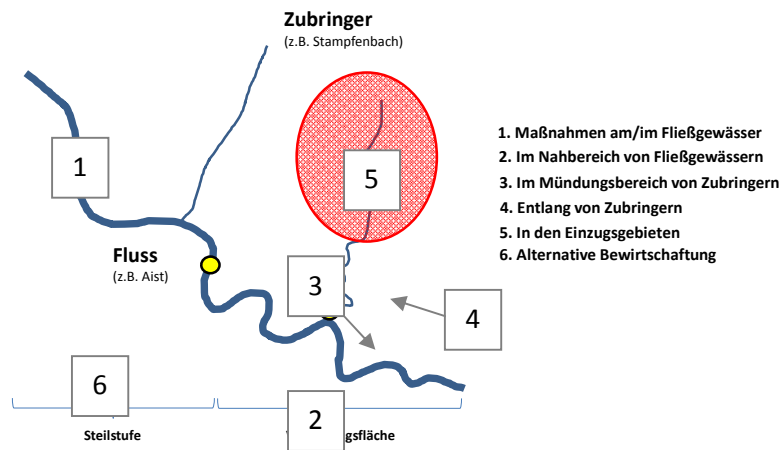 Zubringer
(z.B. Stampfenbach)
1
5
1. Maßnahmen am/im Fließgewässer
2. Im Nahbereich von Fließgewässern
3. Im Mündungsbereich von Zubringern
4. Entlang von Zubringern
5. In den Einzugsgebieten
6. Alternative Bewirtschaftung
Fluss
(z.B. Aist)
3
4
6
2
Steilstufe